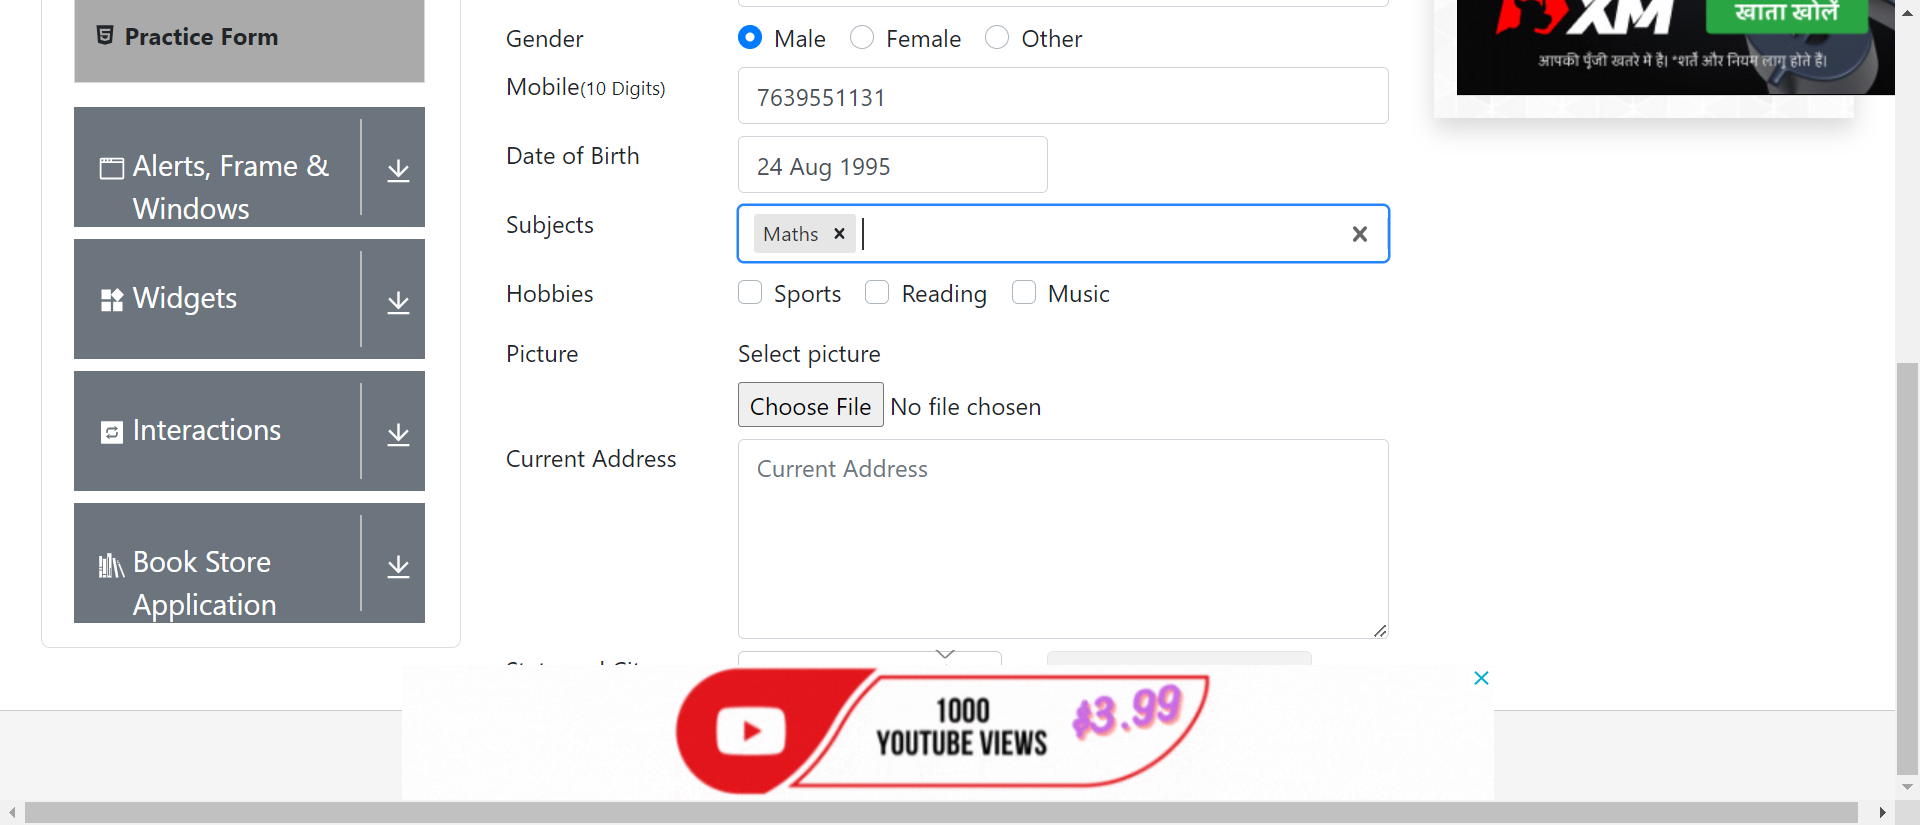 Practice Form
Alerts, Frame &
Windows
Widgets
Interactions
Book Store
Application
Gender
Male
Female
Other
Mobile(10 Digits)
7639551131
Date of Birth
24 Aug 1995
Subjects
Maths
Hobbies
Sports
Reading
Music
Picture
Select picture
Choose File
No file chosen
Current Address
Current Address
XM
खाता खोलें
आपकी पूँजी खतरे में है। *शर्तें और नियम लागू होते हैं।
1000
YOUTUBE VIEWS
$3.99